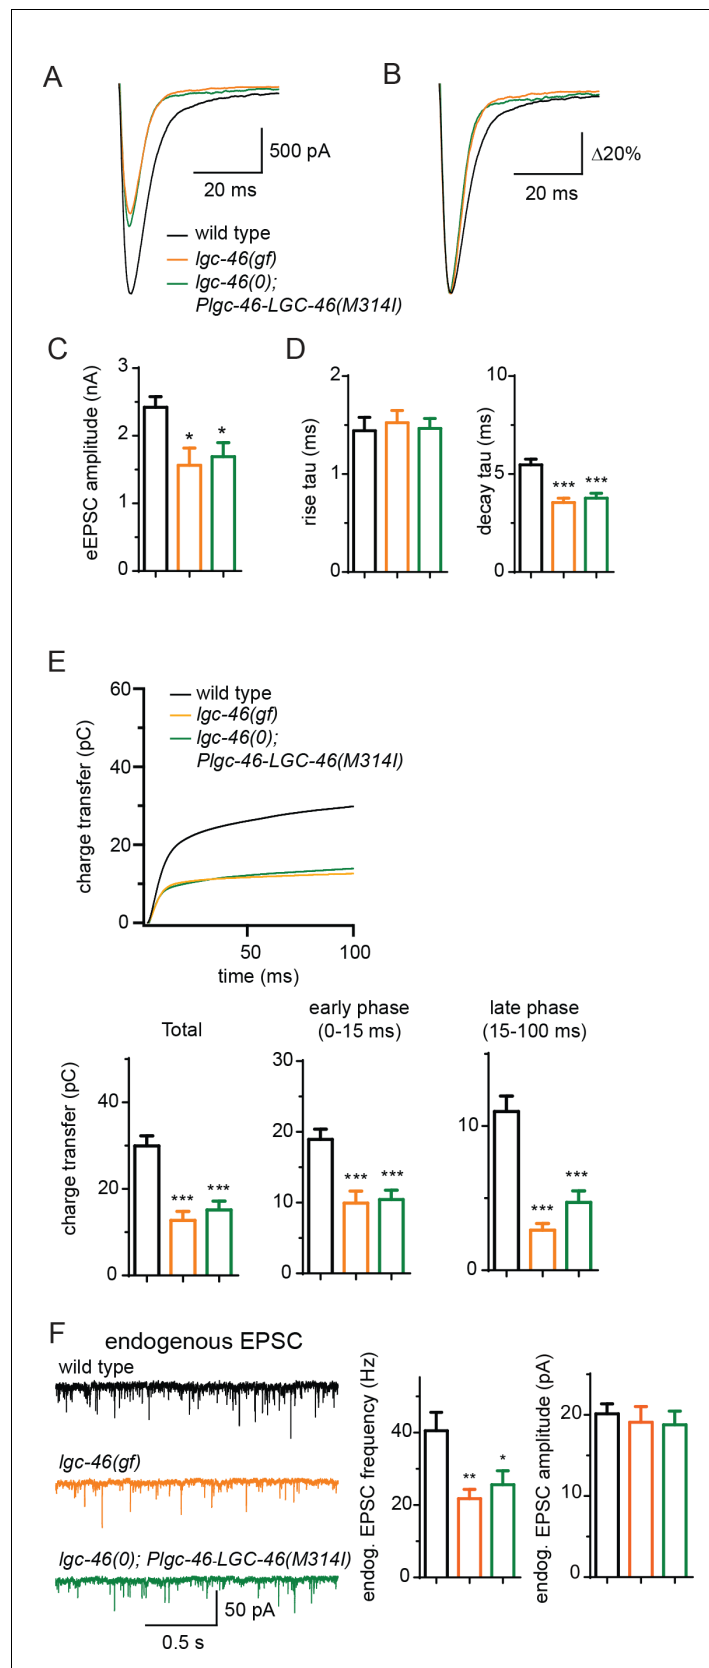 A
B
500 pA
20 ms
Δ20%
20 ms
wild type
lgc-46(gf)
lgc-46(0);
Plgc-46-LGC-46(M314I)
C
eEPSC amplitude (nA)
3
2
1
0
*
*
D
rise tau (ms)
2
1
0
decay tau (ms)
10
5
0
***
***
E
charge transfer (pC)
60
40
20
0
50
100
time (ms)
wild type
lgc-46(gf)
lgc-46(0);
Plgc-46-LGC-46(M314I)
Total
charge transfer (pC)
40
20
0
***
***
early phase
(0-15 ms)
30
20
10
0
***
***
late phase
(15-100 ms)
10
0
***
***
F
endogenous EPSC
wild type
lgc-46(gf)
lgc-46(0); Plgc-46-LGC-46(M314I)
50 pA
0.5 s
endog. EPSC frequency (Hz)
40
20
0
**
*
endog. EPSC amplitude (pA)
20
10
0